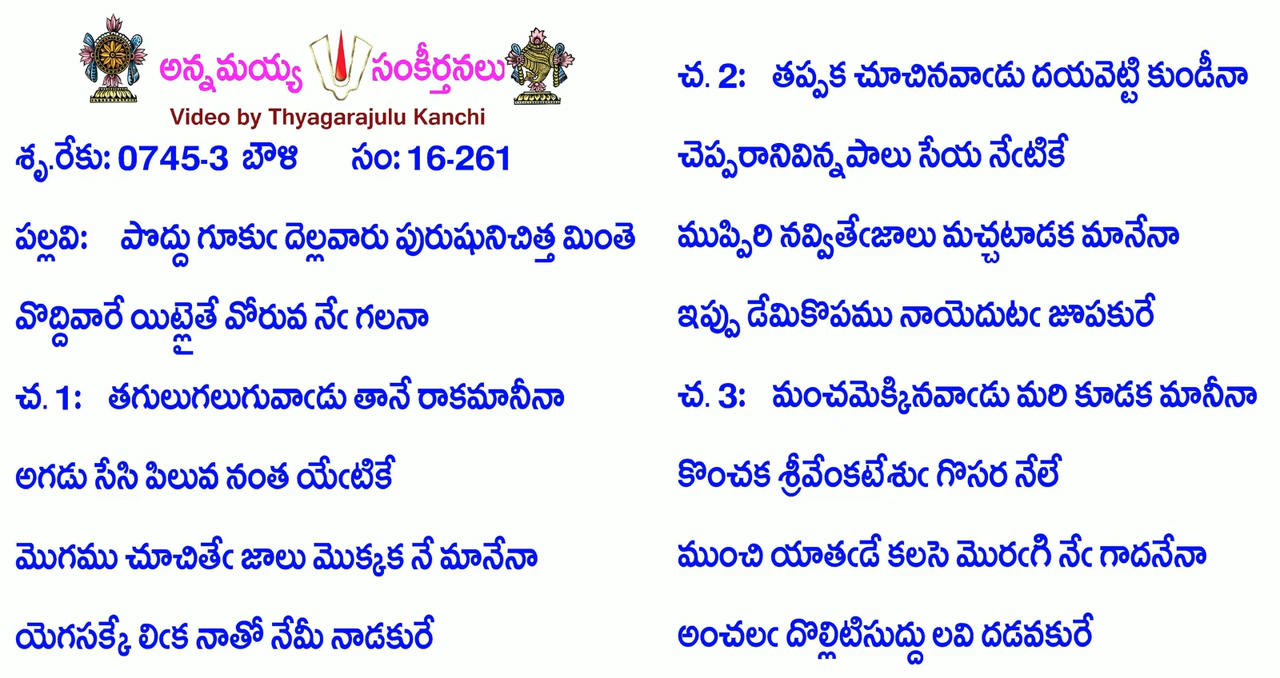 అన్నమయ్య సంకీర్తనలు
Video by Thyagarajulu Kanchi
శృ.రేకు: 0745-3 బౌళి సం: 16-261
పల్లవి: పొద్దు గూకుఁ దెల్లవారు పురుషునిచిత్త మింతె
వొద్దివారే యిట్లైతే వోరువ నేఁ గలనా
చ. 1: తగులుగలుగువాఁడు తానే రాకమానీనా
అగడు సేసి పిలువ నంత యేఁటికే
మొగము చూచితేఁ జాలు మొక్కక నే మానేనా
యెగసక్కే లిఁక నాతో నేమీ నాడకురే
చ. 2: తప్పక చూచినవాఁడు దయవెట్టి కుండీనా
చెప్పరానివిన్నపాలు సేయ నేఁటికే
ముప్పిరి నవ్వితేఁజాలు మచ్చటాడక మానేనా
ఇప్పు డేమికొపము నాయెదుటఁ జూపకురే
చ. 3: మంచమెక్కినవాఁడు మరి కూడక మానీనా
కొంచక శ్రీవేంకటేశుఁ గొసర నేలే
ముంచి యాతఁడే కలసె మొరఁగి నేఁ గాదనేనా
అంచలఁ దొల్లిటిసుద్దు లవి దడవకురే